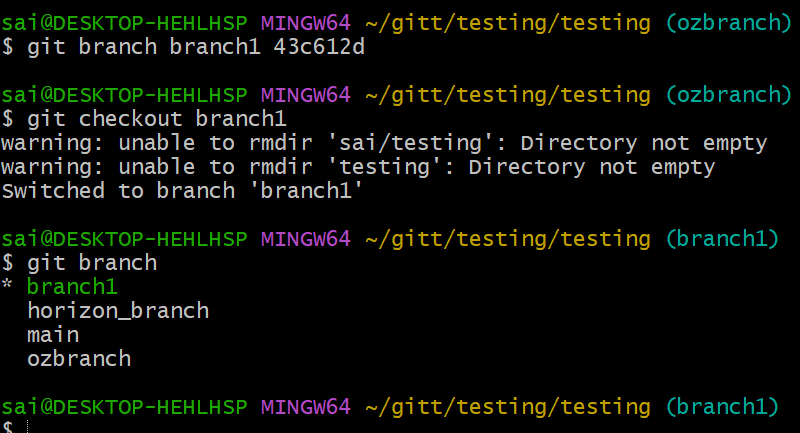 sai@DESKTOP-HEHLHSP MINGW64 ~/gitt/testing/testing (ozbranch)
$ git branch branch1 43c612d
sai@DESKTOP-HEHLHSP MINGW64 ~/gitt/testing/testing (ozbranch)
$ git checkout branch1
warning: unable to rmdir 'sai/testing': Directory not empty
warning: unable to rmdir 'testing': Directory not empty
Switched to branch 'branch1'
sai@DESKTOP-HEHLHSP MINGW64 ~/gitt/testing/testing (branch1)
$ git branch
* branch1
  horizon_branch
  main
  ozbranch
sai@DESKTOP-HEHLHSP MINGW64 ~/gitt/testing/testing (branch1)
$